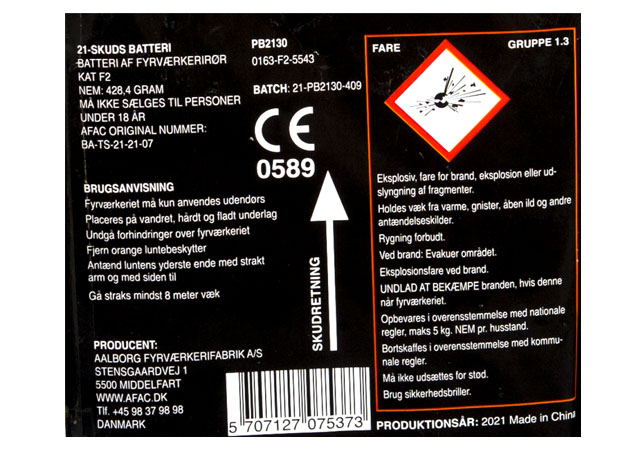 21-SKUDS BATTERI
BATTERI AF FYRVÆRKERIRØR
KAT F2
NEM: 428,4 GRAM
MÅ IKKE SÆLGES TIL PERSONER
UNDER 18 ÅR
AFAC ORIGINAL NUMMER:
BA-TS-21-21-07
PB2130
0163-F2-5543
BATCH: 21-PB2130-409
CE
0589
BRUGSANVISNING
Fyrværkeriet må kun anvendes udendørs
Placeres på vandret, hårdt og fladt underlag
Undgå forhindringer over fyrværkeriet
Fjern orange luntebeskytter
Antænd luntens yderste ende med strakt
arm og med siden til
Gå straks mindst 8 meter væk
SKUDRETNING
PRODUCENT:
AALBORG FYRVÆRKERIFABRIK A/S
STENSGAARDVEJ 1
5500 MIDDELFART
WWW.AFAC.DK
Tlf. +45 98 37 98 98
DANMARK
5 707127 075373
FARE
GRUPPE 1.3
Eksplosiv, fare for brand, eksplosion eller ud-
slyngning af fragmenter.
Holdes væk fra varme, gnister, åben ild og andre
antændelseskilder.
Rygning forbudt.
Ved brand: Evakuer området.
Eksplosionsfare ved brand.
UNDLAD AT BEKÆMPE branden, hvis denne
når fyrværkeriet.
Opbevares i overensstemmelse med nationale
regler, maks 5 kg. NEM pr. husstand.
Bortskaffes i overensstemmelse med kommu-
nale regler.
Må ikke udsættes for stød.
Brug sikkerhedsbriller.
PRODUKTIONSÅR: 2021 Made in China